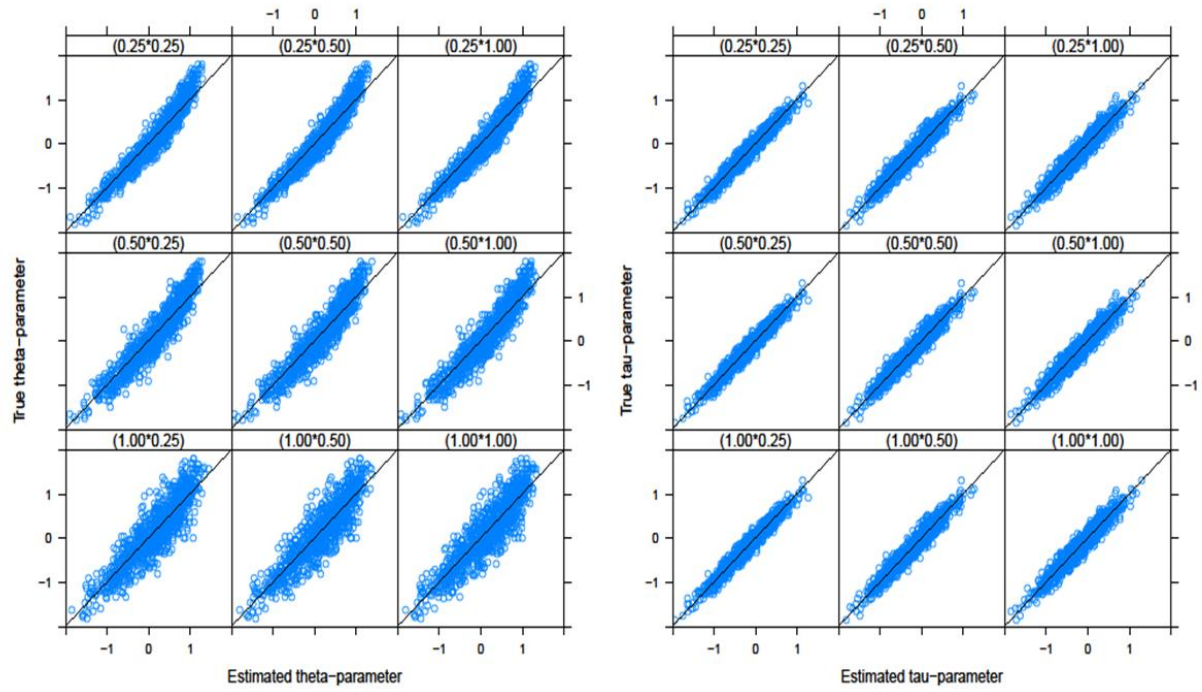 −1 0 1
(0.25*0.25) (0.25*0.50) (0.25*1.00)
1
0
−1
(0.50*0.25) (0.50*0.50) (0.50*1.00)
1
0
−1
(1.00*0.25) (1.00*0.50) (1.00*1.00)
1
0
−1
−1 0 1 −1 0 1
True theta−parameter
Estimated theta−parameter
−1 0 1
(0.25*0.25) (0.25*0.50) (0.25*1.00)
1
0
−1
(0.50*0.25) (0.50*0.50) (0.50*1.00)
1
0
−1
(1.00*0.25) (1.00*0.50) (1.00*1.00)
1
0
−1
−1 0 1 −1 0 1
True tau−parameter
Estimated tau−parameter